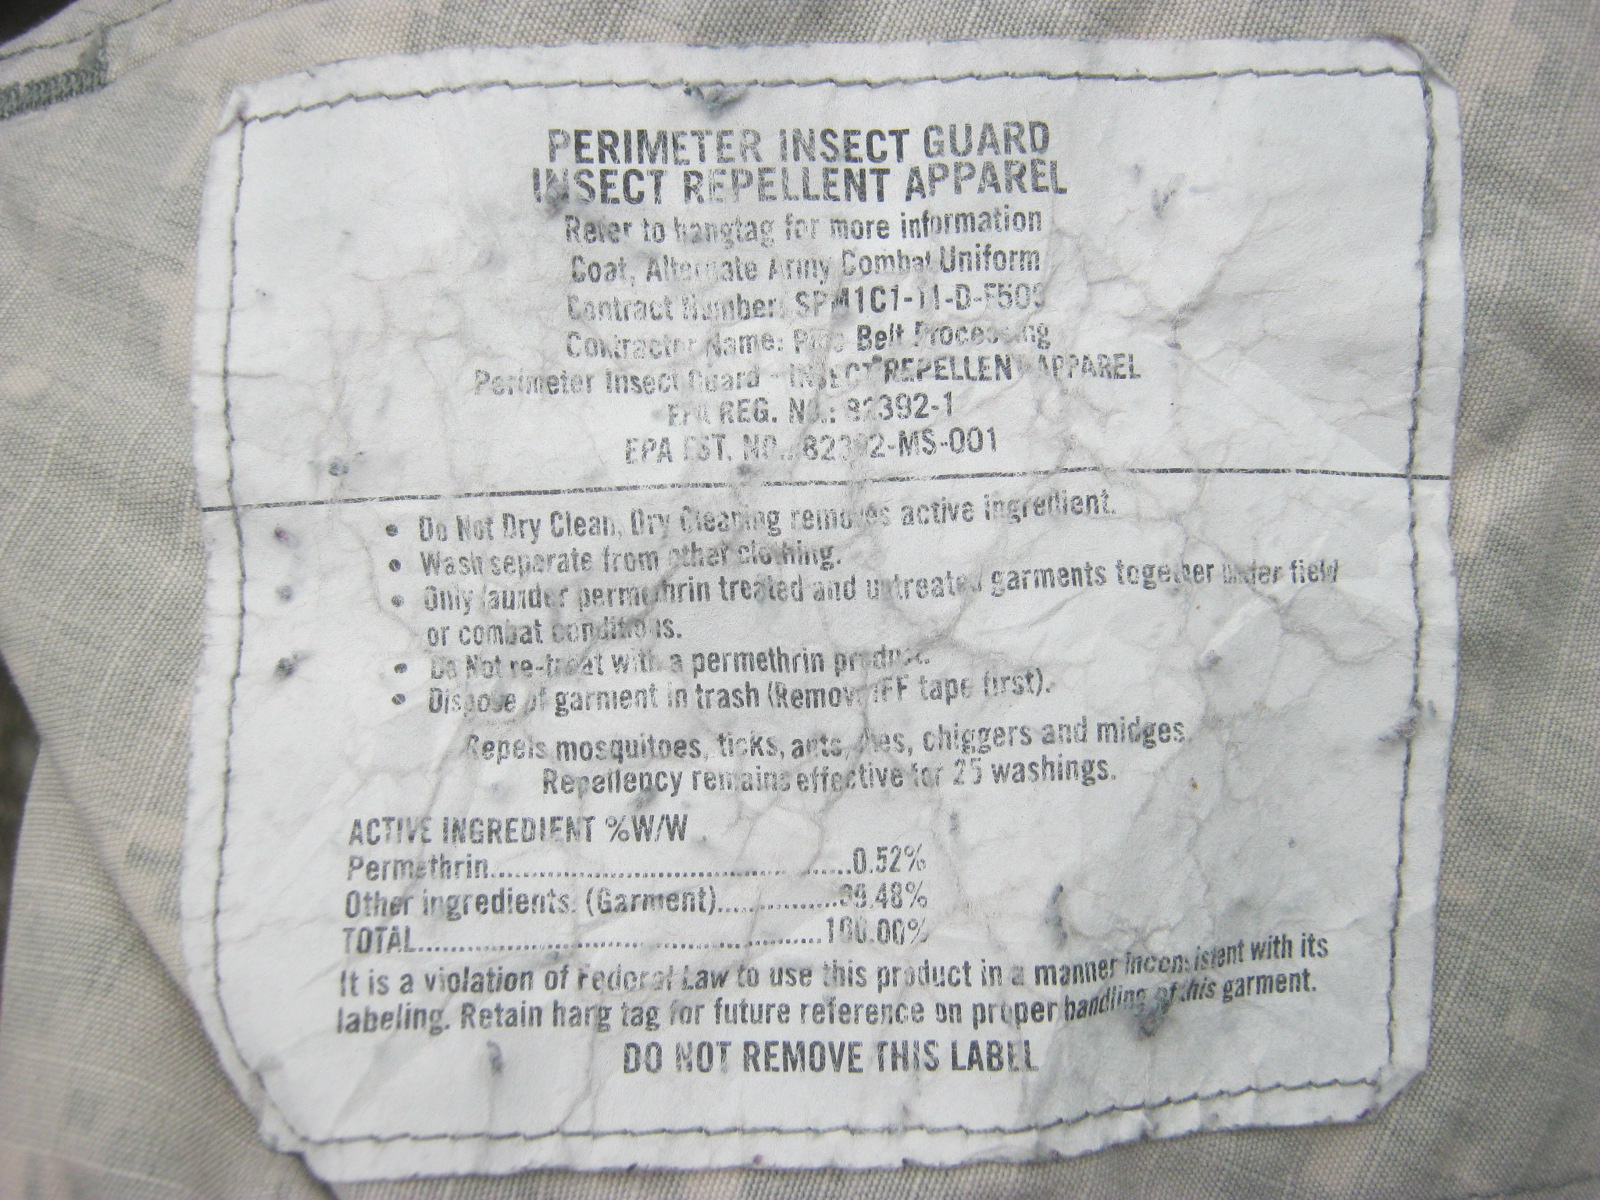 PERIMETER INSECT GUARD
INSECT REPELLENT APPAREL
Refer to hangtag for more information
Coat, Alternate Army Combat Uniform
Contract Number: SPM1C1-11-D-F503
Contractor Name: Pine Belt Processing
Perimeter Insect Guard - INSECT REPELLENT APPAREL
EPA REG. NO.: 82392-1
EPA EST. NO.: 82392-MS-001
• Do Not Dry Clean, Dry Cleaning removes active ingredient.
• Wash seperate from other clothing.
• Only launder permethrin treated and untreated garments together under field
or combat conditions.
• Do Not re-treat with a permethrin product.
• Dispose of garment in trash (Remove IFF tape first).
Repels mosquitoes, ticks, ants, flies, chiggers and midges.
Repellency remains effective for 25 washings.
ACTIVE INGREDIENT %W/W
Permethrin..................................................0.52%
Other ingredients: (Garment)................99.48%
TOTAL........................................................100.00%
It is a violation of Federal Law to use this product in a manner inconsistent with its
labeling. Retain hang tag for future reference on proper handling of this garment.
DO NOT REMOVE THIS LABEL